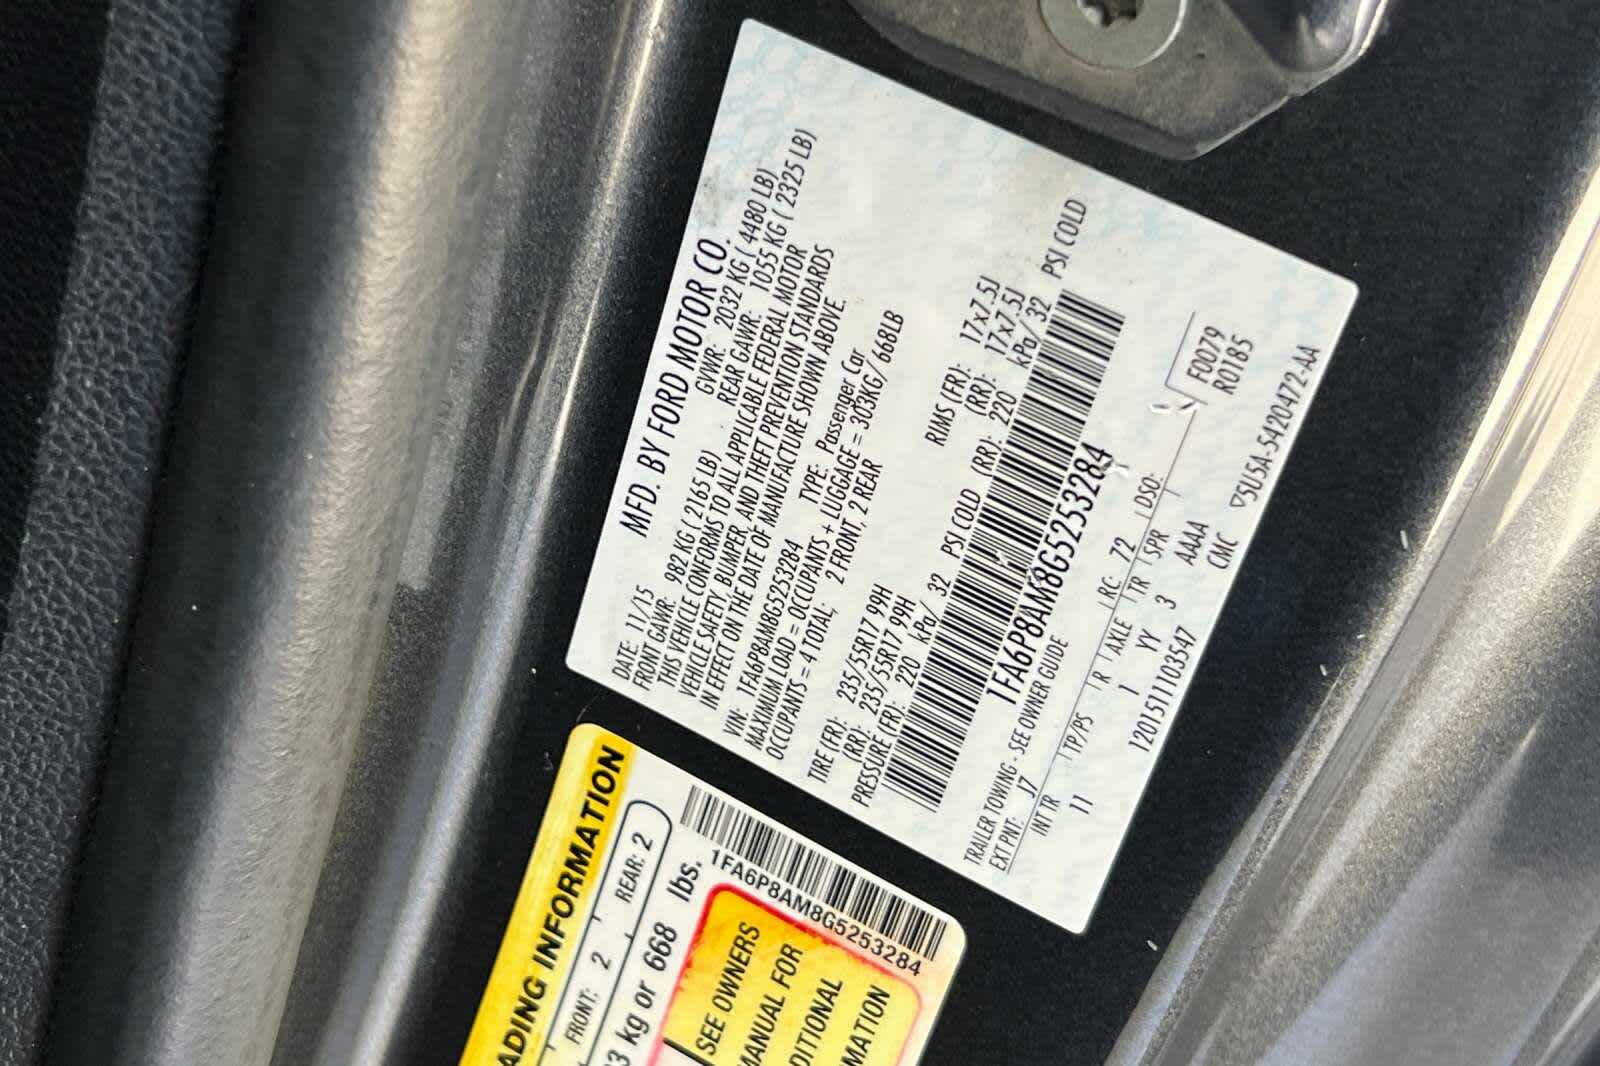 MFD. BY FORD MOTOR CO.
DATE: 11/15 GVWR: 2032 KG ( 4480 LB)
FRONT GAWR: 982 KG ( 2165 LB) REAR GAWR: 1055 KG ( 2325 LB)
THIS VEHICLE CONFORMS TO ALL APPLICABLE FEDERAL MOTOR
VEHICLE SAFETY, BUMPER, AND THEFT PREVENTION STANDARDS
IN EFFECT ON THE DATE OF MANUFACTURE SHOWN ABOVE.
VIN: 1FA6P8AM8G5253284 TYPE: Passenger Car
MAXIMUM LOAD = OCCUPANTS + LUGGAGE = 303KG/668LB
OCCUPANTS = 4 TOTAL; 2 FRONT, 2 REAR
TIRE (FR): 235/55R17 99H RIMS (FR): 17x7.5J
(RR): 235/55R17 99H (RR): 17x7.5J
PRESSURE (FR): 220 kPa/ 32 PSI COLD (RR): 220 kPa/ 32 PSI COLD
1FA6P8AM8G5253284
TRAILER TOWING - SEE OWNER GUIDE
EXT PNT: J7 RC: 72 DSO:
INT TR TP/PS R AXLE TR SPR
11 1 YY 3 AAAA
F0079
R0185
1201511103547 CMC 5U5A-5420472-AA
ADING INFORMATION
FRONT: 2 REAR: 2
3 kg or 668 lbs.
1FA6P8AM8G5253284
SEE OWNERS
MANUAL FOR
DITIONAL
MATION